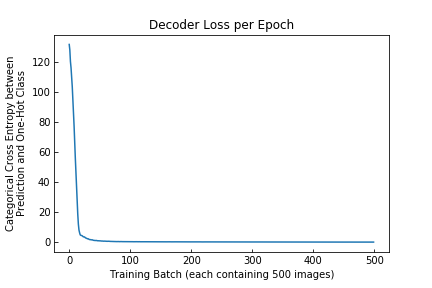 Decoder Loss per Epoch
Categorical Cross Entropy between
Prediction and One-Hot Class
120
100
80
60
40
20
0
0 100 200 300 400 500
Training Batch (each containing 500 images)